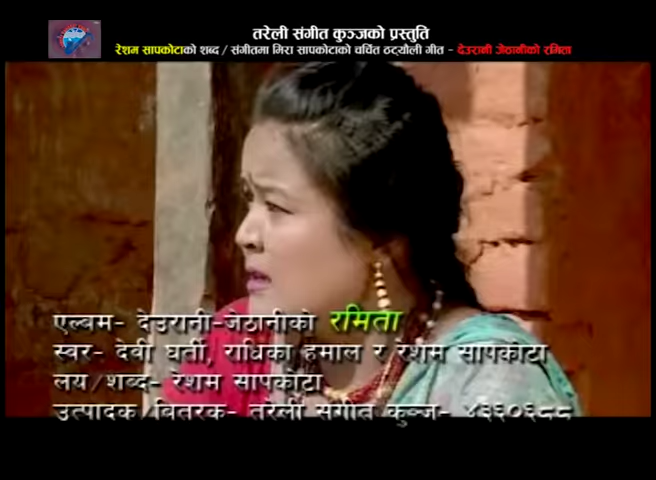 तरेली संगीत कुञ्जको प्रस्तुति
रेशम सापकोटाको शब्द / संगीतमा मिरा सापकोटाको चर्चित ठट्यौली गीत - देउरानी जेठानीको रमिता
एल्बम- देउरानी-जेठानीको रमिता
स्वर- देवी घर्ती, राधिका हमाल र रेशम सापकोटा
लय/शब्द- रेशम सापकोटा
उत्पादक/वितरक- तरेली संगीत कुञ्ज- ४३६०६८८